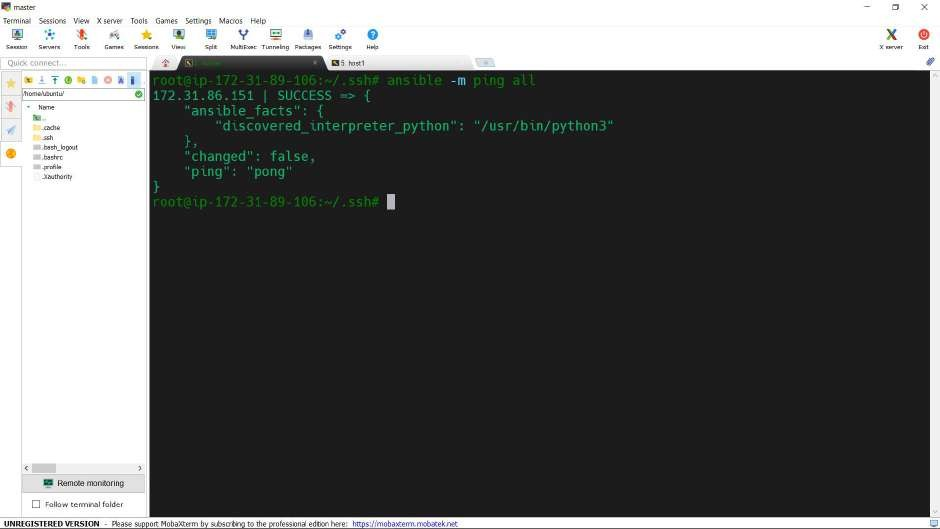 master
Terminal Sessions View X server Tools Games Settings Macros Help
Session Servers Tools Games Sessions View Split MultiExec Tunneling Packages Settings Help X server Exit
Quick connect...
5. host1
/home/ubuntu/
Name
..
.cache
.ssh
.bash_logout
.bashrc
.profile
.Xauthority
root@ip-172-31-89-106:~/.ssh# ansible -m ping all
172.31.86.151 | SUCCESS => {
"ansible_facts": {
"discovered_interpreter_python": "/usr/bin/python3"
},
"changed": false,
"ping": "pong"
}
root@ip-172-31-89-106:~/.ssh#
Remote monitoring
Follow terminal folder
UNREGISTERED VERSION - Please support MobaXterm by subscribing to the professional edition here: https://mobaxterm.mobatek.net